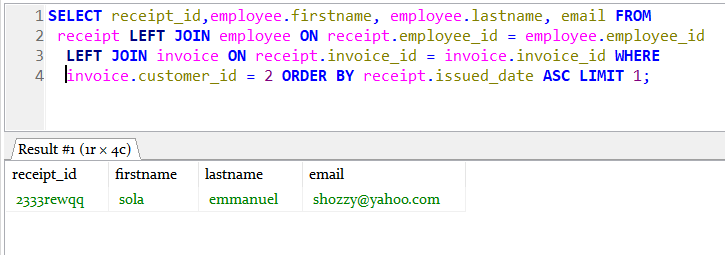 1 SELECT receipt_id,employee.firstname, employee.lastname, email FROM
2 receipt LEFT JOIN employee ON receipt.employee_id = employee.employee_id
3 LEFT JOIN invoice ON receipt.invoice_id = invoice.invoice_id WHERE
4 invoice.customer_id = 2 ORDER BY receipt.issued_date ASC LIMIT 1;
Result #1 (1r × 4c)
receipt_id firstname lastname email
2333rewqq sola emmanuel shozzy@yahoo.com